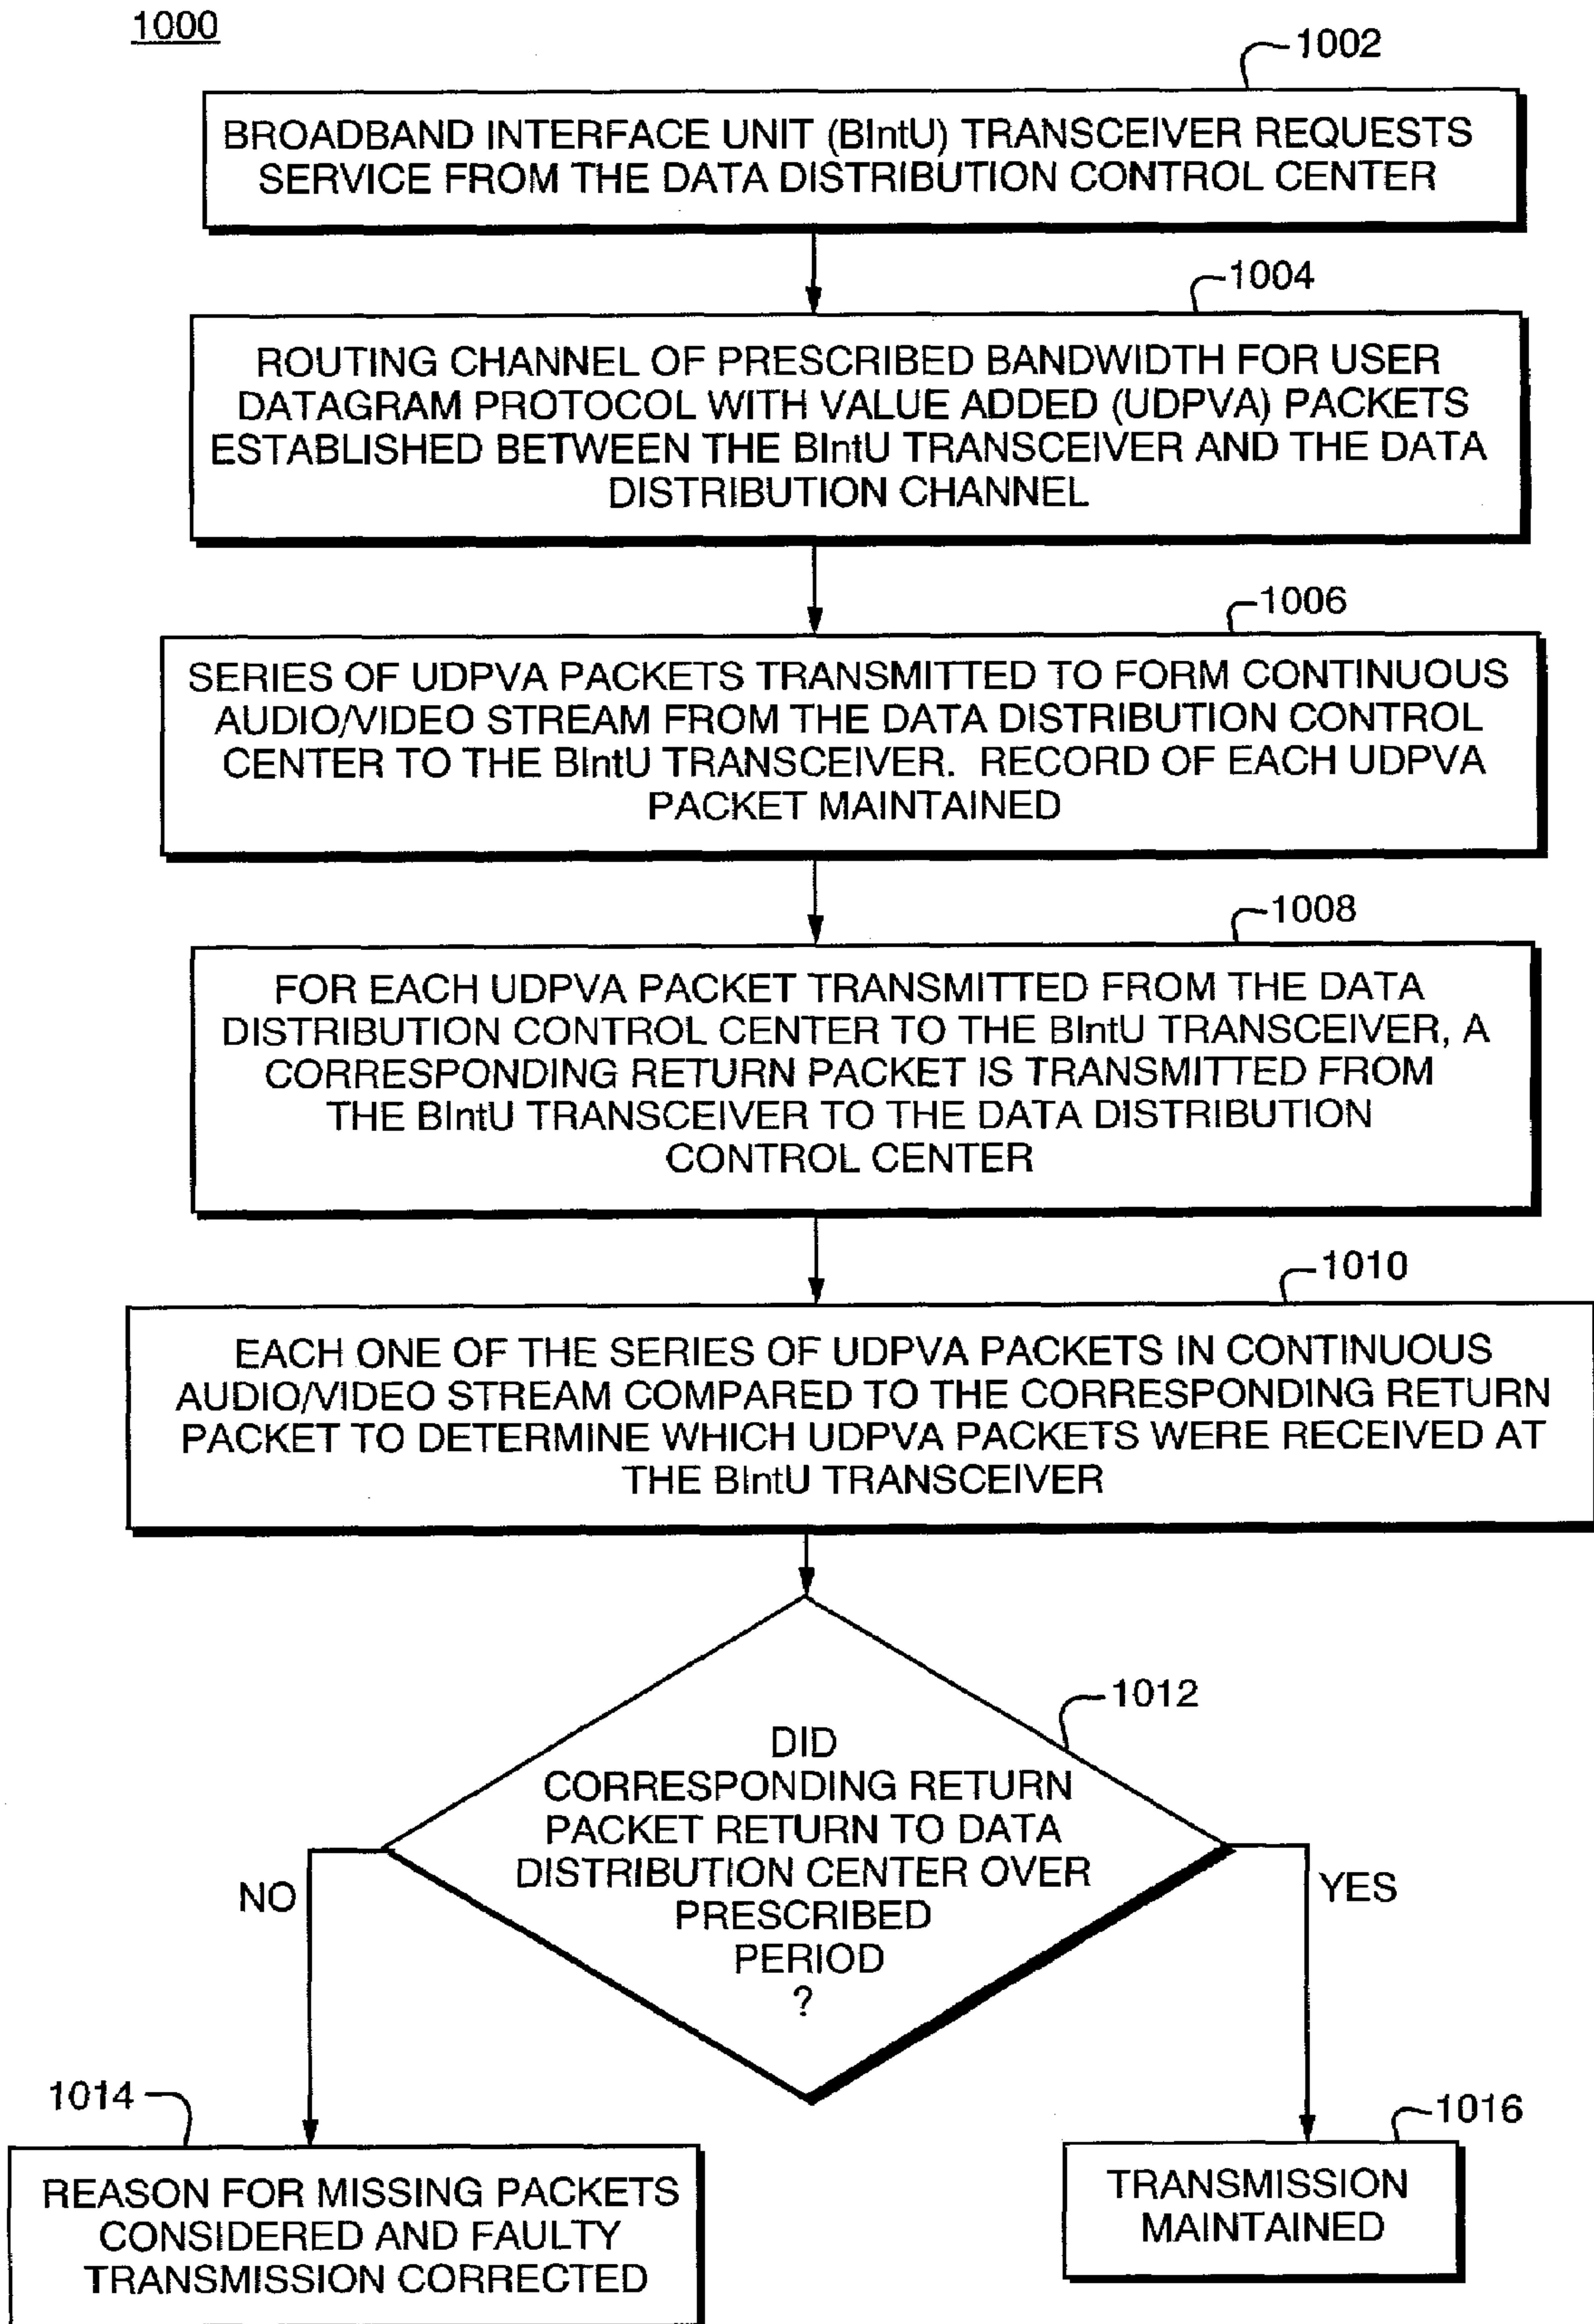 1000
1002
BROADBAND INTERFACE UNIT (BIntU) TRANSCEIVER REQUESTS
SERVICE FROM THE DATA DISTRIBUTION CONTROL CENTER
1004
ROUTING CHANNEL OF PRESCRIBED BANDWIDTH FOR USER
DATAGRAM PROTOCOL WITH VALUE ADDED (UDPVA) PACKETS
ESTABLISHED BETWEEN THE BIntU TRANSCEIVER AND THE DATA
DISTRIBUTION CHANNEL
1006
SERIES OF UDPVA PACKETS TRANSMITTED TO FORM CONTINUOUS
AUDIO/VIDEO STREAM FROM THE DATA DISTRIBUTION CONTROL
CENTER TO THE BIntU TRANSCEIVER. RECORD OF EACH UDPVA
PACKET MAINTAINED
1008
FOR EACH UDPVA PACKET TRANSMITTED FROM THE DATA
DISTRIBUTION CONTROL CENTER TO THE BIntU TRANSCEIVER, A
CORRESPONDING RETURN PACKET IS TRANSMITTED FROM
THE BIntU TRANSCEIVER TO THE DATA DISTRIBUTION
CONTROL CENTER
1010
EACH ONE OF THE SERIES OF UDPVA PACKETS IN CONTINUOUS
AUDIO/VIDEO STREAM COMPARED TO THE CORRESPONDING RETURN
PACKET TO DETERMINE WHICH UDPVA PACKETS WERE RECEIVED AT
THE BIntU TRANSCEIVER
1012
DID
CORRESPONDING RETURN
PACKET RETURN TO DATA
DISTRIBUTION CENTER OVER
PRESCRIBED
PERIOD
?
NO
YES
1014
REASON FOR MISSING PACKETS
CONSIDERED AND FAULTY
TRANSMISSION CORRECTED
1016
TRANSMISSION
MAINTAINED